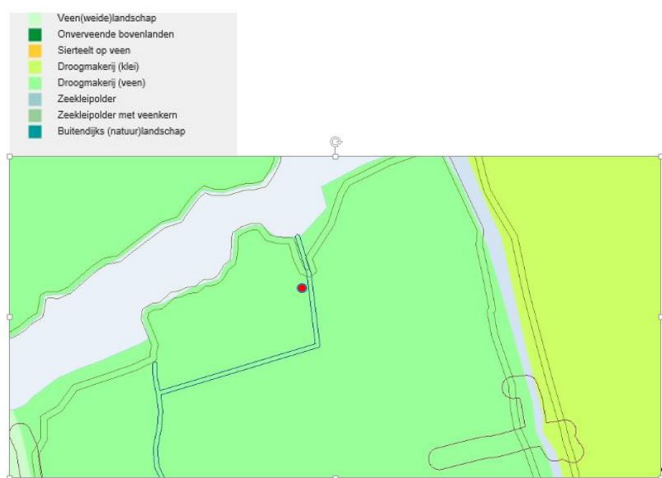 Veen(weide)landschap
Onverveende bovenlanden
Sierteelt op veen
Droogmakerij (klei)
Droogmakerij (veen)
Zeekleipolder
Zeekleipolder met veenkern
Buitendijks (natuur)landschap